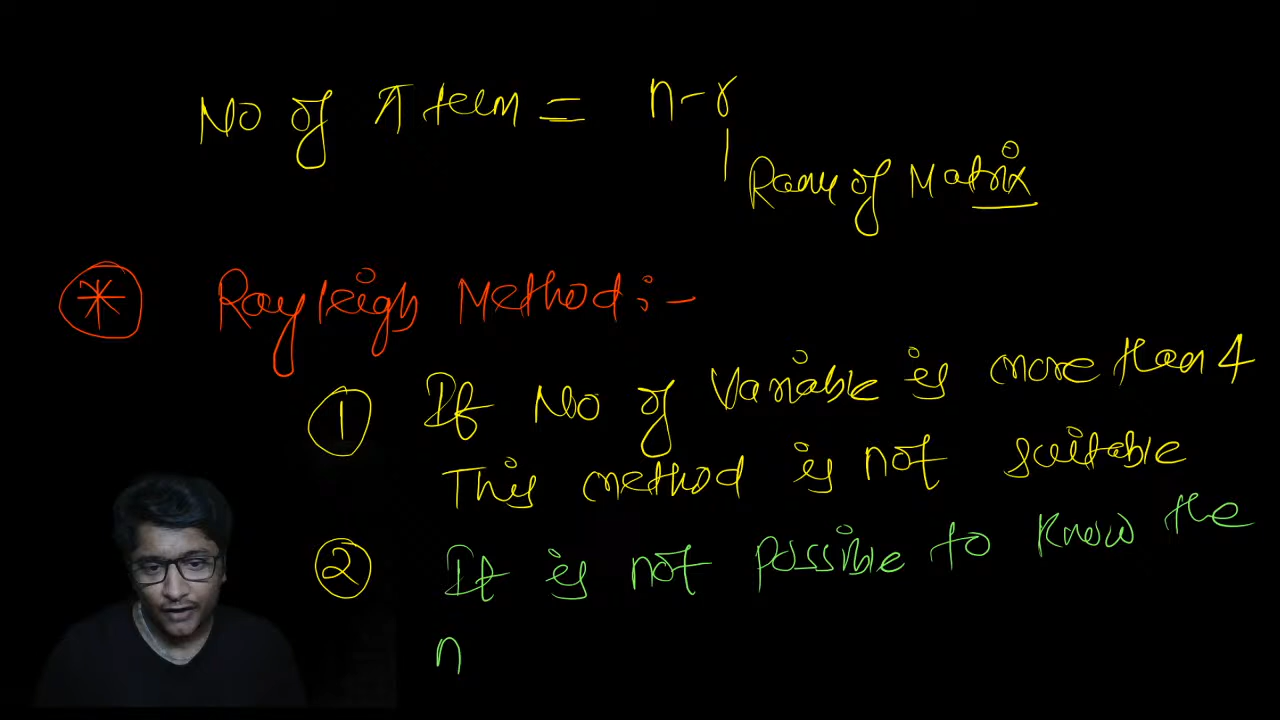 No of π term = n-r
Rank of Matrix
* Rayleigh Method:-
1 If No of Variable is more than 4
This method is not suitable
2 It is not possible to know the
n